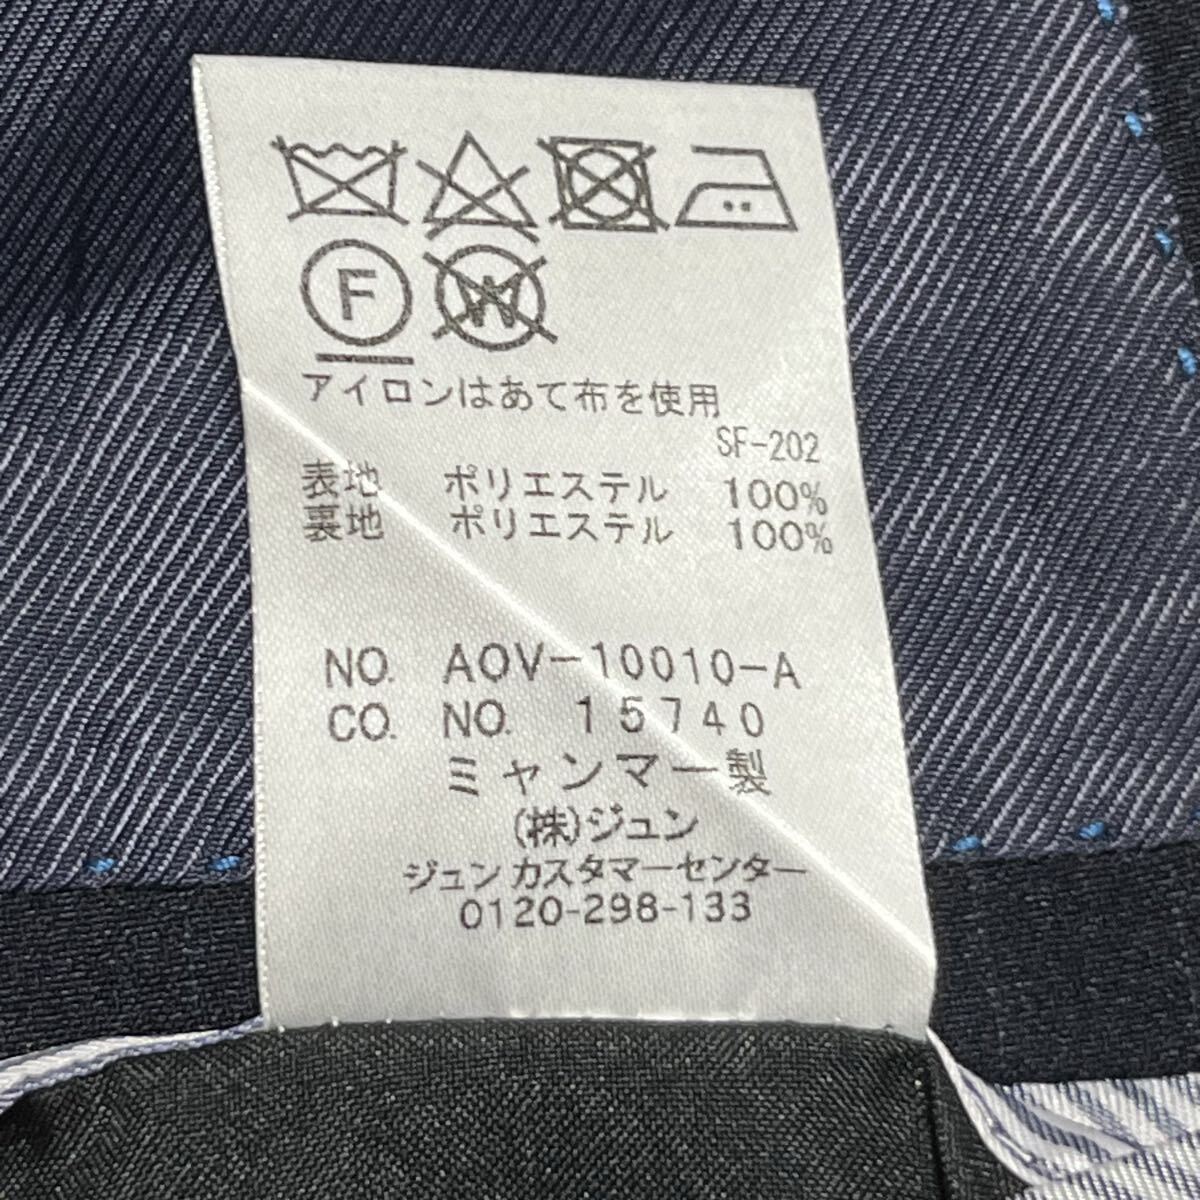 F W
アイロンはあて布を使用
SF-202
表地 ポリエステル 100%
裏地 ポリエステル 100%
NO. AOV-10010-A
CO. NO. 15740
ミャンマー製
(株)ジュン
ジュン カスタマーセンター
0120-298-133